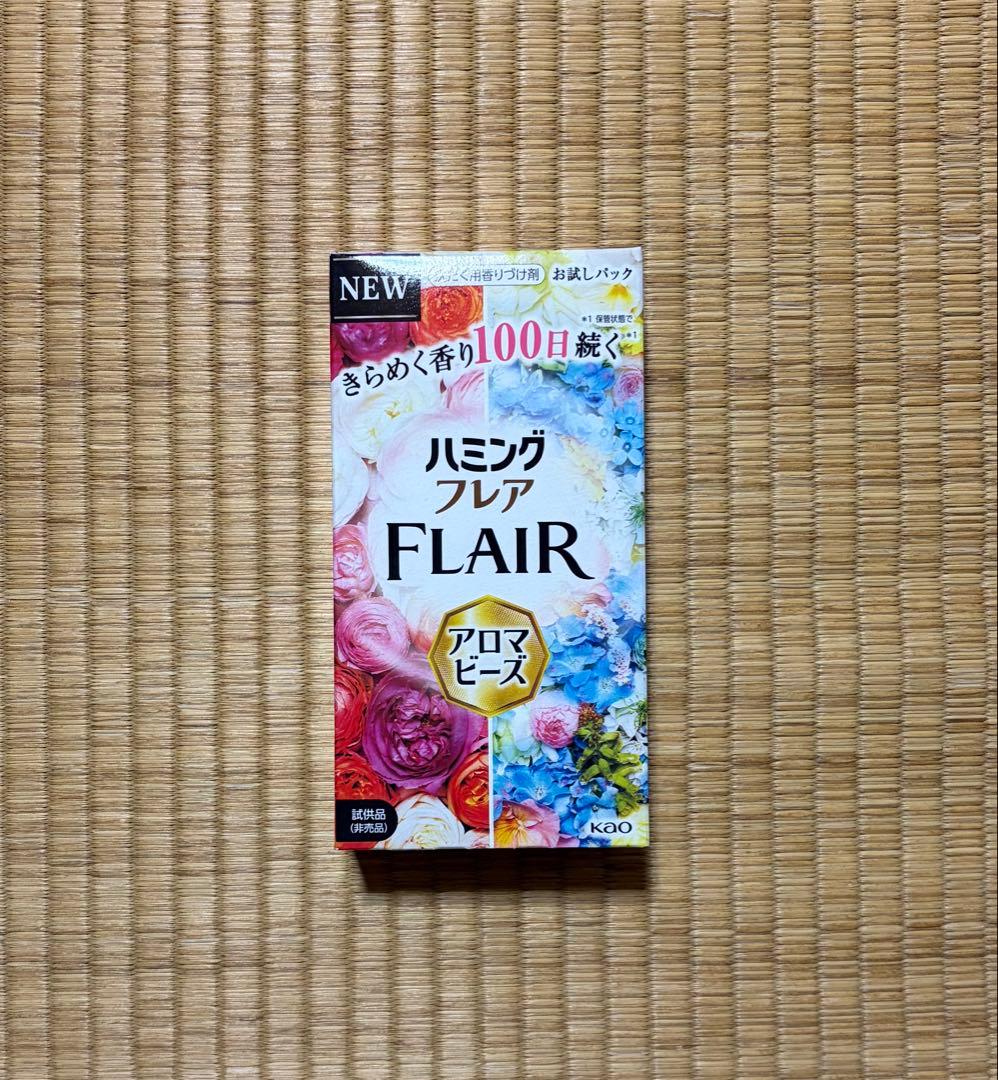 NEW
たく用香りづけ剤 お試しパック
*1 保管状態で
きらめく香り100日続く*1
ハミング
フレア
FLAIR
アロマ
ビーズ
試供品
(非売品)
Kao